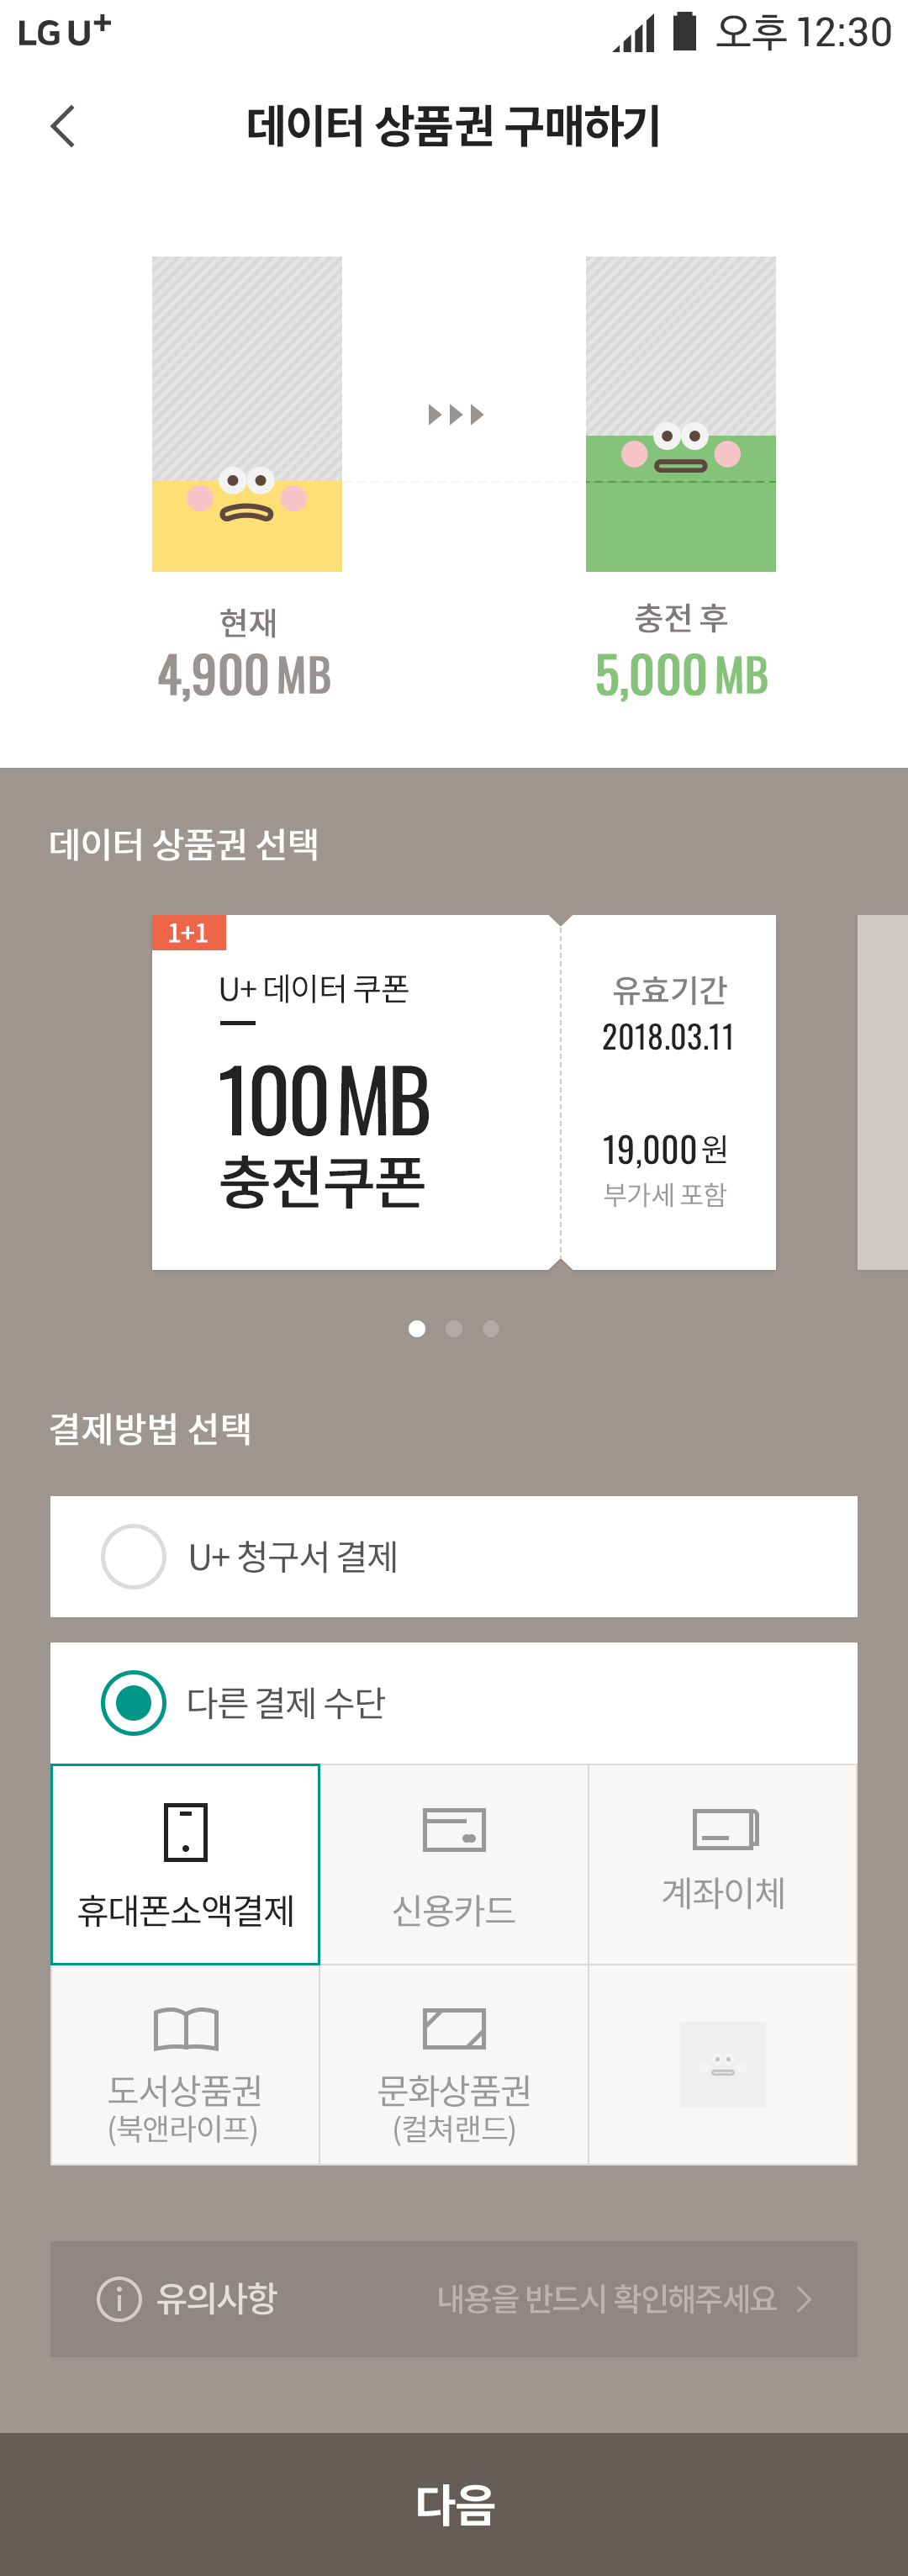 LG U+
오후 12:30
데이터 상품권 구매하기
현재
4,900 MB
충전 후
5,000 MB
데이터 상품권 선택
1+1
U+ 데이터 쿠폰
100 MB
충전쿠폰
유효기간
2018.03.11
19,000 원
부가세 포함
결제방법 선택
U+ 청구서 결제
다른 결제 수단
휴대폰소액결제
신용카드
계좌이체
도서상품권
(북앤라이프)
문화상품권
(컬쳐랜드)
유의사항
내용을 반드시 확인해주세요
다음